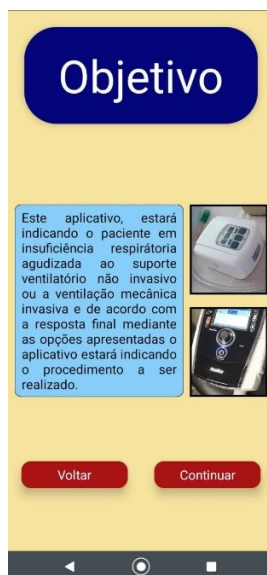 Objetivo
Este aplicativo, estará
indicando o paciente em
insuficiência respirátoria
agudizada ao suporte
ventilatório não invasivo
ou a ventilação mecânica
invasiva e de acordo com
a resposta final mediante
as opções apresentadas o
aplicativo estará indicando
o procedimento a ser
realizado.
Voltar
Continuar